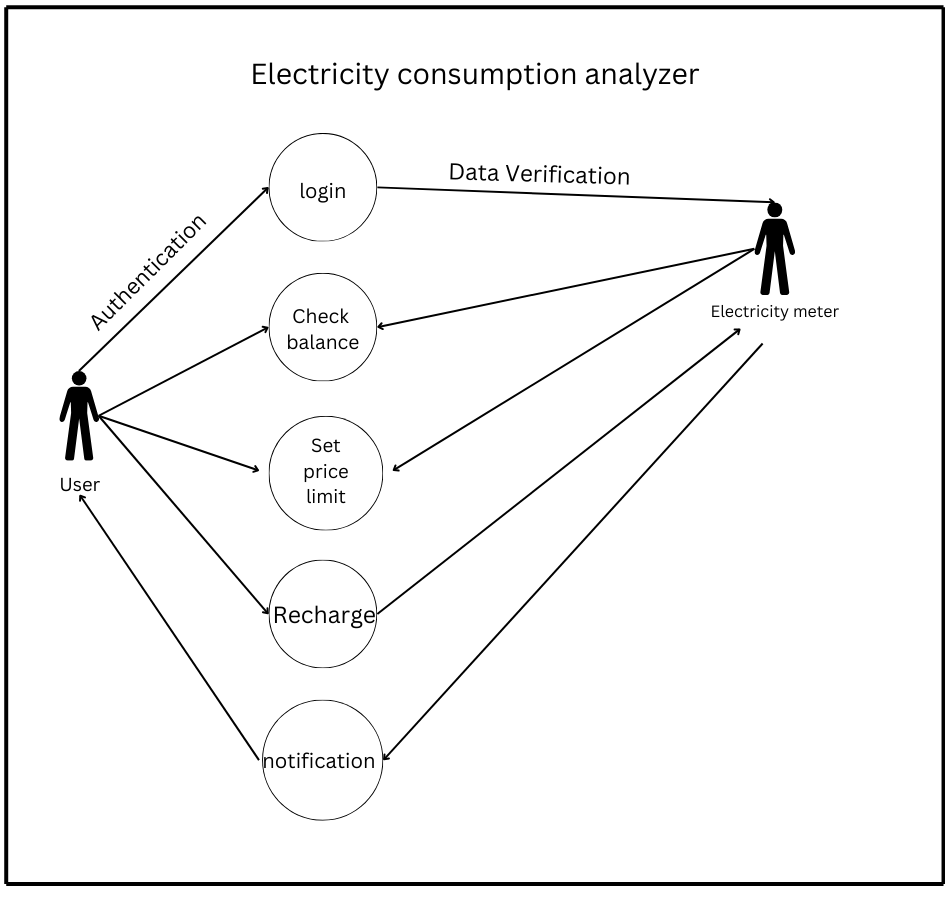 Electricity consumption analyzer
login
Data Verification
Authentication
Check
balance
Electricity meter
Set
price
limit
User
Recharge
notification